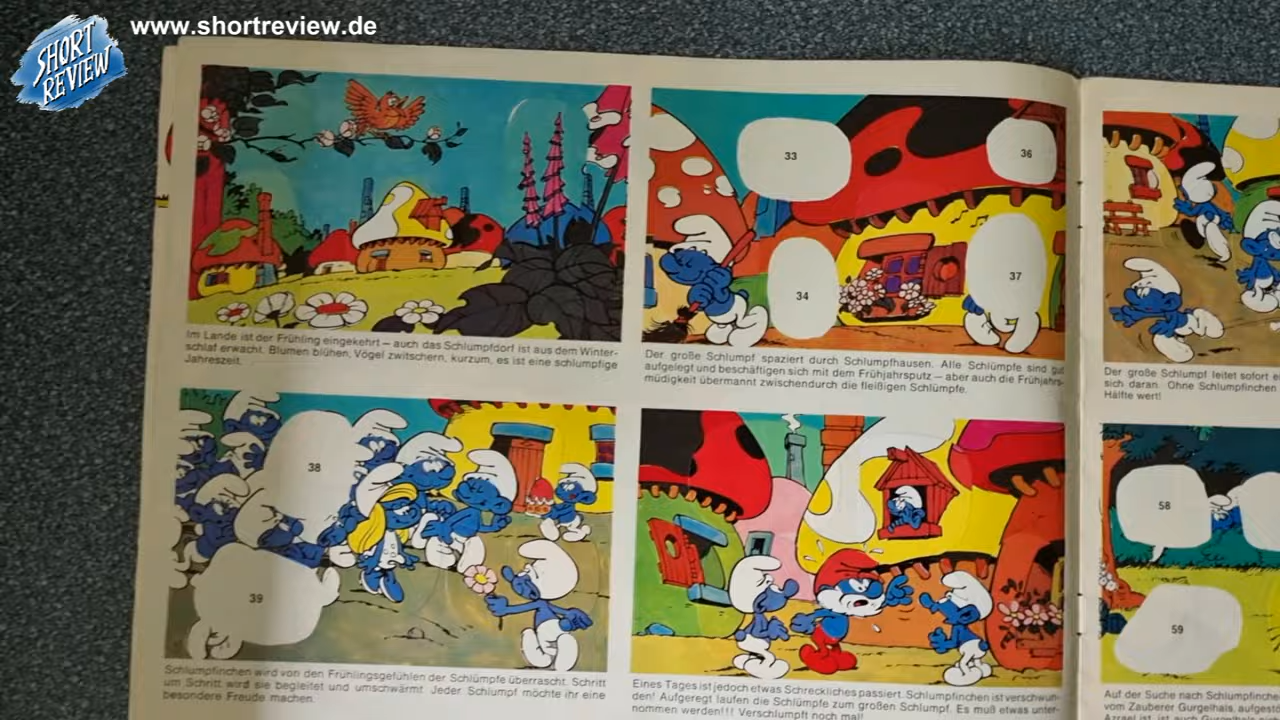 SHORT
REVIEW
www.shortreview.de
33
36
34
37
Im Lande ist der Frühling eingekehrt — auch das Schlumpfdorf ist aus dem Winter-
schlaf erwacht. Blumen blühen, Vögel zwitschern, kurzum, es ist eine schlumpfige
Jahreszeit.
Der große Schlumpf spaziert durch Schlumpfhausen. Alle Schlümpfe sind gut
aufgelegt und beschäftigen sich mit dem Frühjahrsputz — aber auch die Frühjahrs-
müdigkeit übermannt zwischendurch die fleißigen Schlümpfe.
Der große Schlumpf leitet sofort
sich daran. Ohne Schlumpfinchen
Hälfte wert!
38
39
58
59
Schlumpfinchen wird von den Frühlingsgefühlen der Schlümpfe überrascht. Schritt
um Schritt wird sie begleitet und umschwärmt. Jeder Schlumpf möchte ihr eine
besondere Freude machen.
Eines Tages ist jedoch etwas Schreckliches passiert. Schlumpfinchen ist verschwun-
den! Aufgeregt laufen die Schlümpfe zum großen Schlumpf. Es muß etwas unter-
nommen werden!!! Verschlumpft noch mal!
Auf der Suche nach Schlumpfinchen
vom Zauberer Gurgelhals, aufgestö
Azrael ist, ist auch